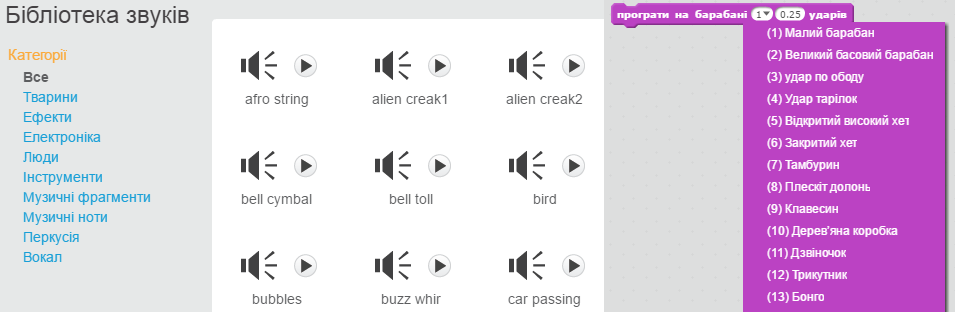 Бібліотека звуків
Категорії
Все
Тварини
Ефекти
Електроніка
Люди
Інструменти
Музичні фрагменти
Музичні ноти
Перкусія
Вокал
afro string
alien creak1
alien creak2
bell cymbal
bell toll
bird
bubbles
buzz whir
car passing
програти на барабані 1 0.25 ударів
(1) Малий барабан
(2) Великий басовий барабан
(3) удар по ободу
(4) Удар тарілок
(5) Відкритий високий хет
(6) Закритий хет
(7) Тамбурин
(8) Плескіт долонь
(9) Клавесин
(10) Дерев'яна коробка
(11) Дзвіночок
(12) Трикутник
(13) Бонго